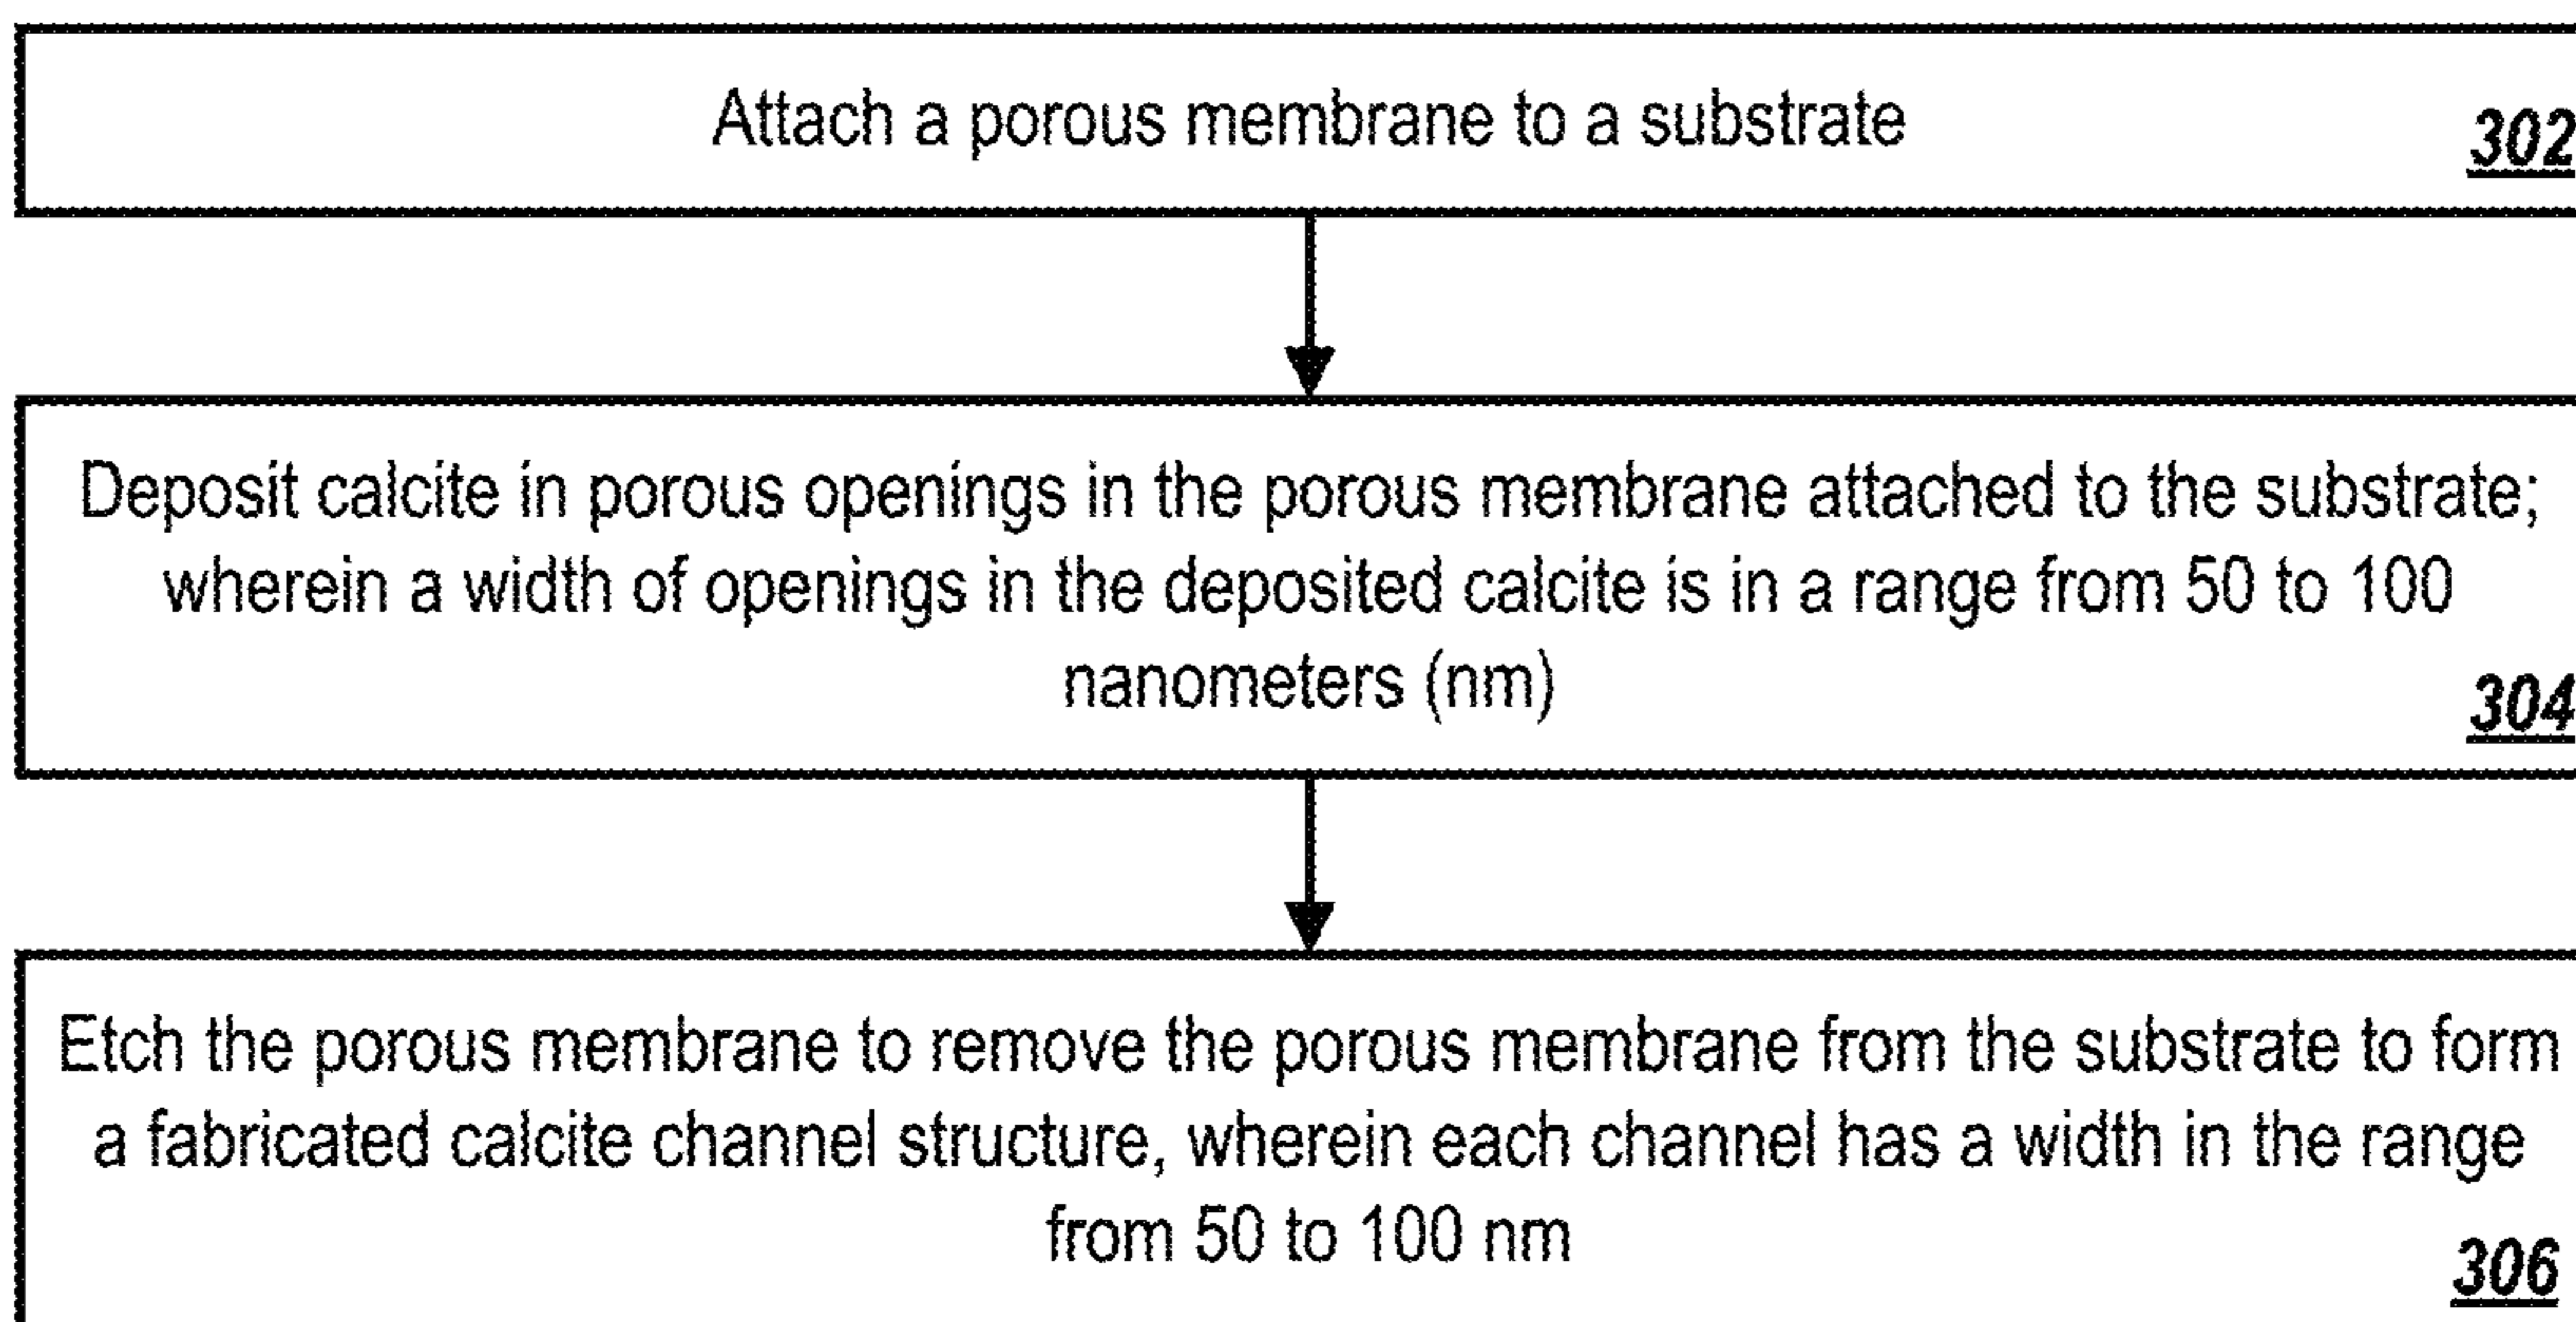 Attach a porous membrane to a substrate
302
Deposit calcite in porous openings in the porous membrane attached to the substrate;
wherein a width of openings in the deposited calcite is in a range from 50 to 100
nanometers (nm)
304
Etch the porous membrane to remove the porous membrane from the substrate to form
a fabricated calcite channel structure, wherein each channel has a width in the range
from 50 to 100 nm
306